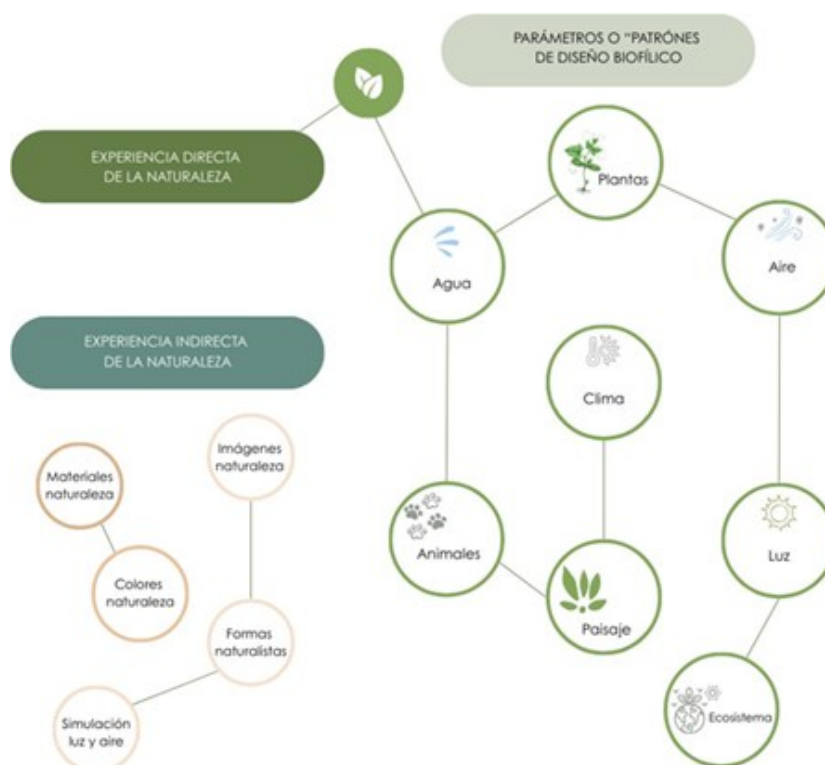 PARÁMETROS O "PATRÓNES
DE DISEÑO BIOFÍLICO
EXPERIENCIA DIRECTA
DE LA NATURALEZA
Plantas
Agua
Aire
EXPERIENCIA INDIRECTA
DE LA NATURALEZA
Clima
Imágenes
naturaleza
Materiales
naturaleza
Animales
Luz
Colores
naturaleza
Formas
naturalistas
Paisaje
Simulación
luz y aire
Ecosistema